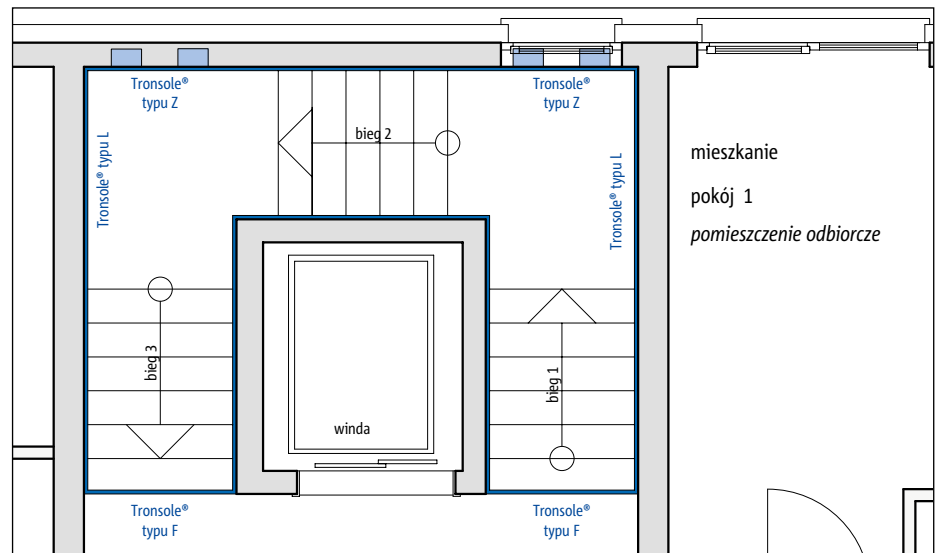 Tronsole®
typu Z
Tronsole®
typu Z
bieg 2
Tronsole® typu L
Tronsole® typu L
mieszkanie
pokój 1
pomieszczenie odbiorcze
bieg 3
bieg 1
winda
Tronsole®
typu F
Tronsole®
typu F